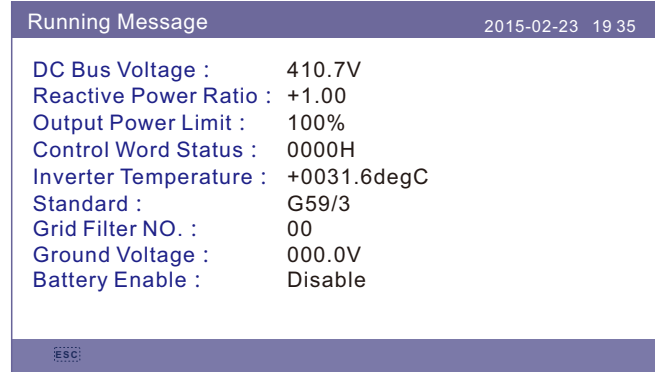 Running Message 2015-02-23 19 35
DC Bus Voltage : 410.7V
Reactive Power Ratio : +1.00
Output Power Limit : 100%
Control Word Status : 0000H
Inverter Temperature : +0031.6degC
Standard : G59/3
Grid Filter NO. : 00
Ground Voltage : 000.0V
Battery Enable : Disable
ESC